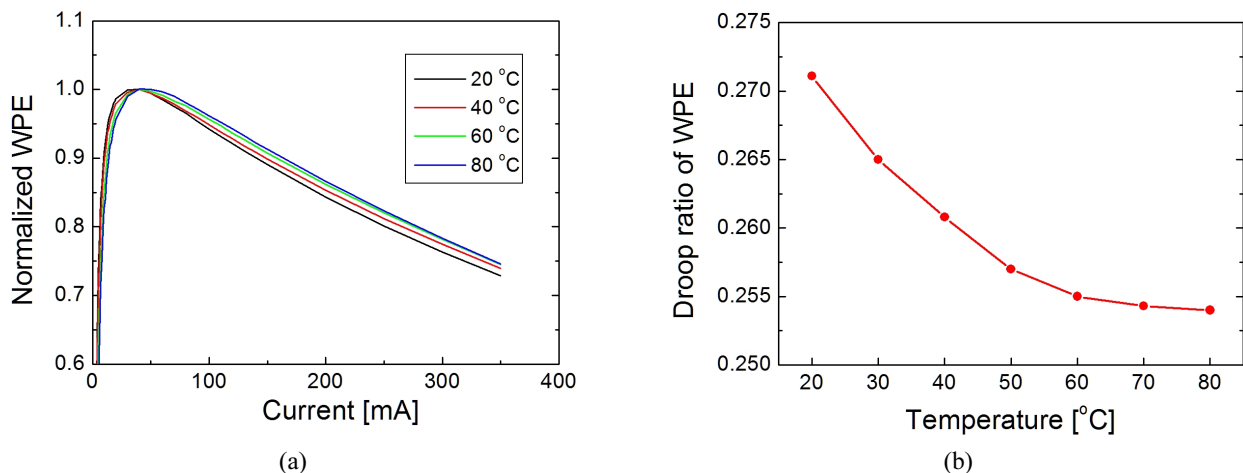 1.1
1.0
0.9
0.8
0.7
0.6
Normalized WPE
20 °C
40 °C
60 °C
80 °C
0
100
200
300
400
Current [mA]
(a)
0.275
0.270
0.265
0.260
0.255
0.250
Droop ratio of WPE
20
30
40
50
60
70
80
Temperature [°C]
(b)